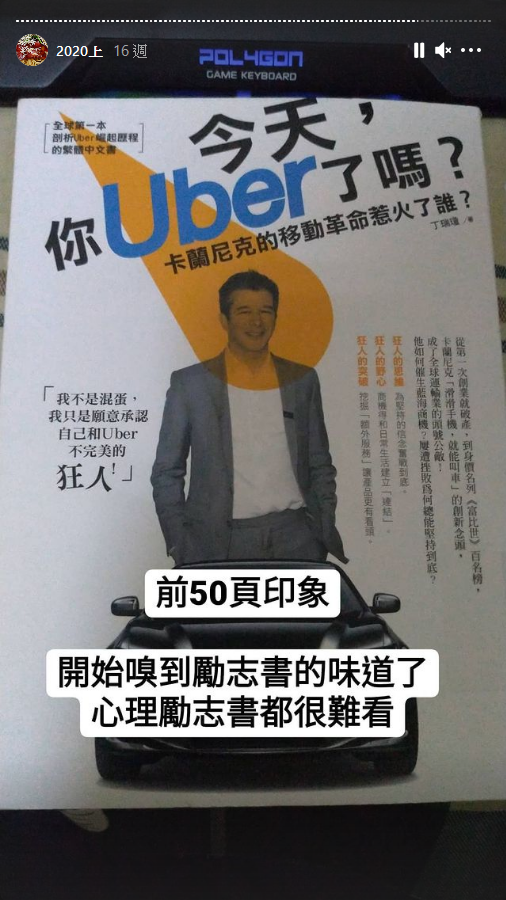 2020上 16 週
POLYGON
GAME KEYBOARD
全球第一本
剖析Uber崛起歷程
的繁體中文書
今天，
你Uber了嗎？
卡蘭尼克的移動革命惹火了誰？
丁瑞瓊／著
「我不是混蛋，
我只是願意承認
自己和Uber
不完美的
狂人！」
從第一次創業就破產，到身價名列《富比世》百名榜，
卡蘭尼克「滑滑手機，就能叫車」的創新念頭，
成了全球運輸業的頭號公敵！
他如何催生藍海商機？屢遭挫敗為何總能堅持到底？
狂人的思維 為堅持的信念奮戰到底。
狂人的野心 商機得和日常生活建立「連結」。
狂人的突破 挖掘「額外服務」讓產品更有看頭。
前50頁印象
開始嗅到勵志書的味道了
心理勵志書都很難看